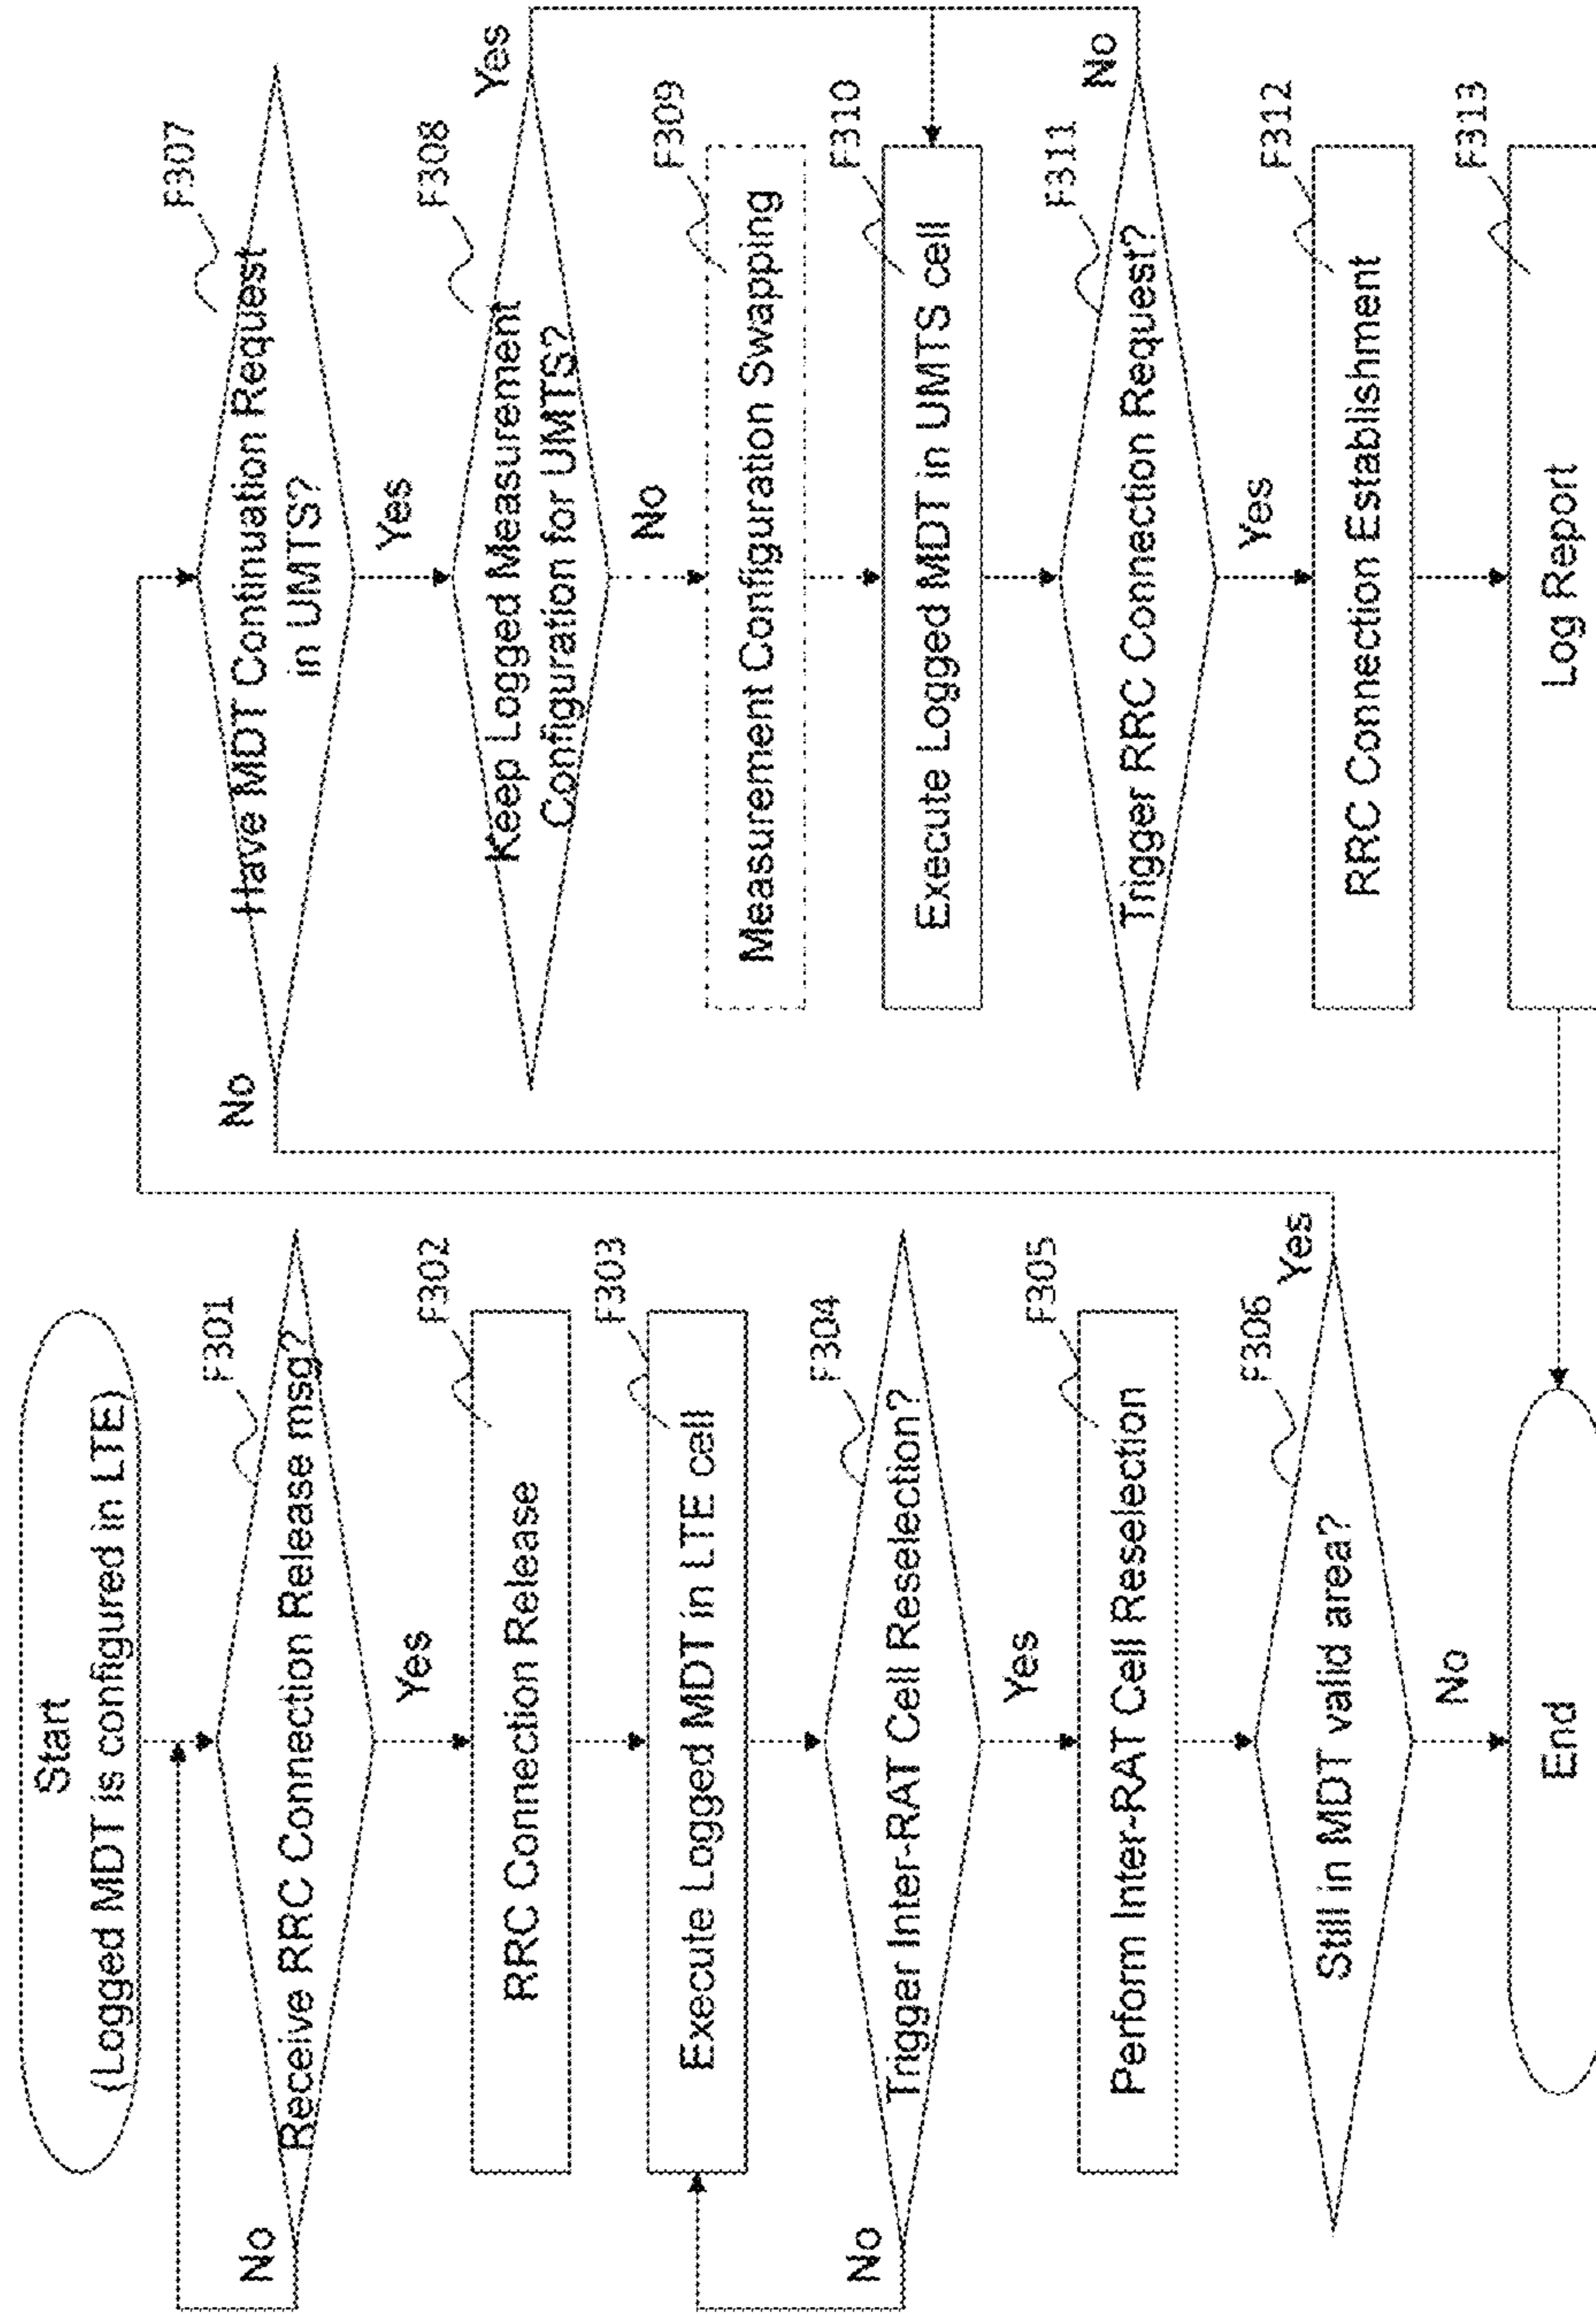 Start
(Logged MDT is configured in LTE)
F301
Receive RRC Connection Release msg?
No
Yes
F302
RRC Connection Release
F303
Execute Logged MDT in LTE cell
F304
Trigger Inter-RAT Cell Reselection?
No
Yes
F305
Perform Inter-RAT Cell Reselection
F306
Still in MDT valid area?
Yes
No
End
F307
Have MDT Continuation Request
in UMTS?
No
Yes
F308
Keep Logged Measurement
Configuration for UMTS?
Yes
No
F309
Measurement Configuration Swapping
F310
Execute Logged MDT in UMTS cell
F311
Trigger RRC Connection Request?
No
Yes
F312
RRC Connection Establishment
F313
Log Report